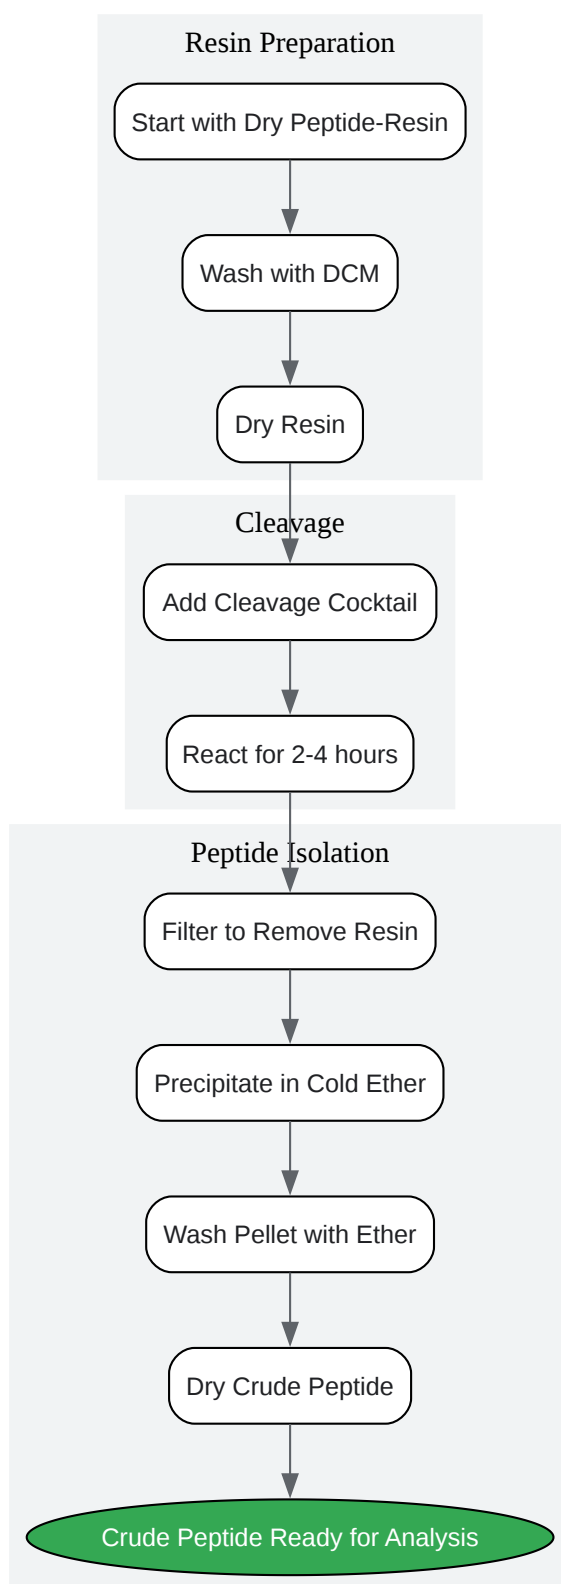 Resin Preparation
Start with Dry Peptide-Resin
Wash with DCM
Dry Resin
Cleavage
Add Cleavage Cocktail
React for 2-4 hours
Peptide Isolation
Filter to Remove Resin
Precipitate in Cold Ether
Wash Pellet with Ether
Dry Crude Peptide
Crude Peptide Ready for Analysis